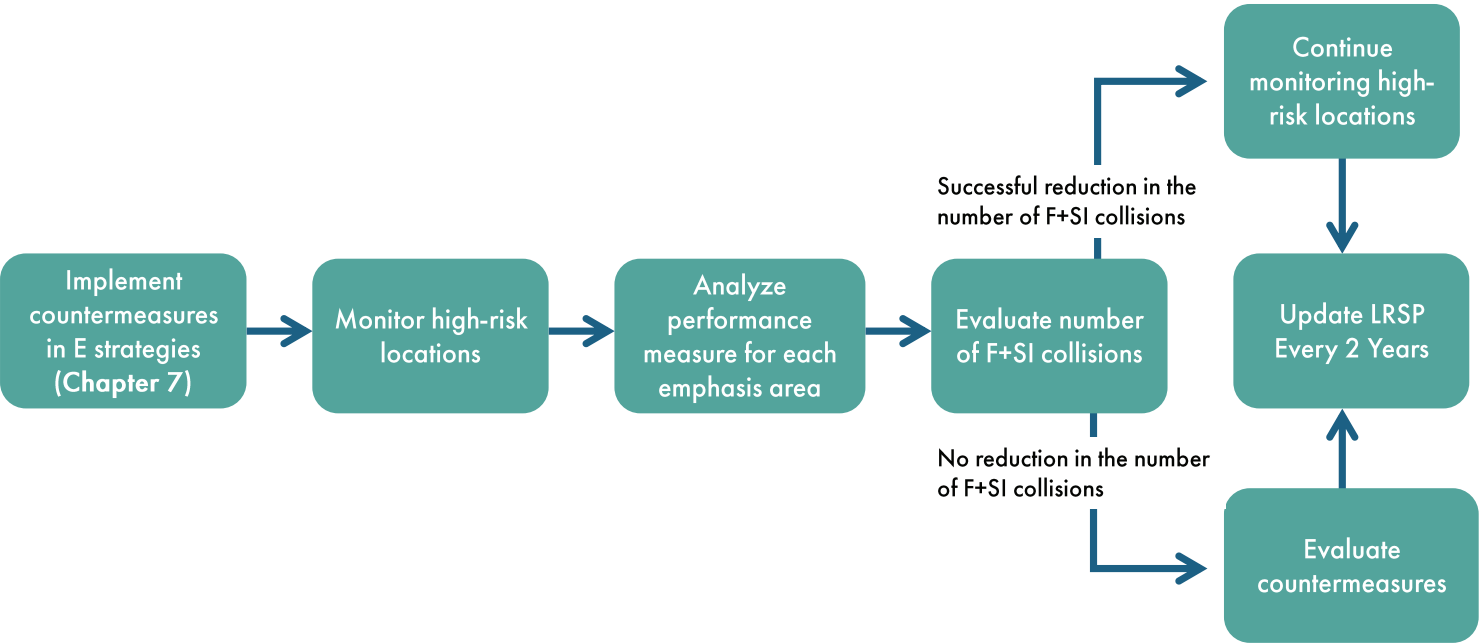 Implement
countermeasures
in E strategies
(Chapter 7)
Monitor high-risk
locations
Analyze
performance
measure for each
emphasis area
Evaluate number
of F+SI collisions
Successful reduction in the
number of F+SI collisions
Continue
monitoring high-
risk locations
No reduction in the number
of F+SI collisions
Evaluate
countermeasures
Update LRSP
Every 2 Years